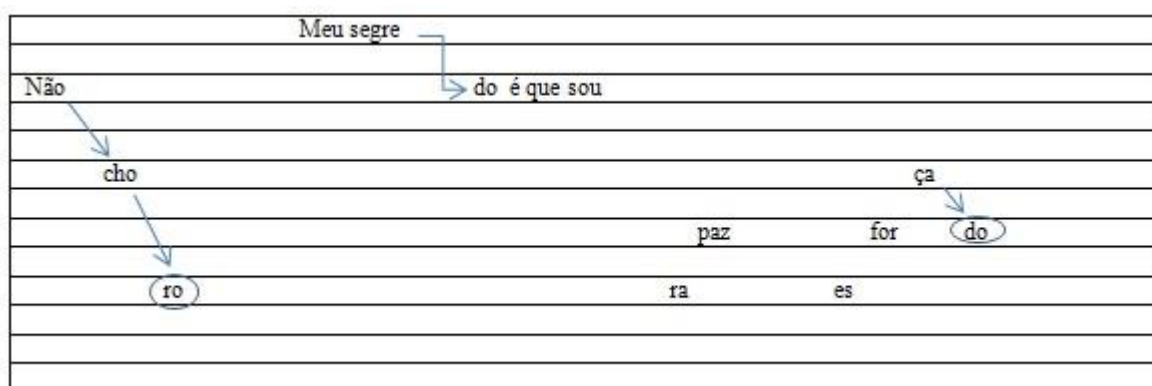 Meu segre
Não do é que sou
cho ça
paz for do
ro ra es